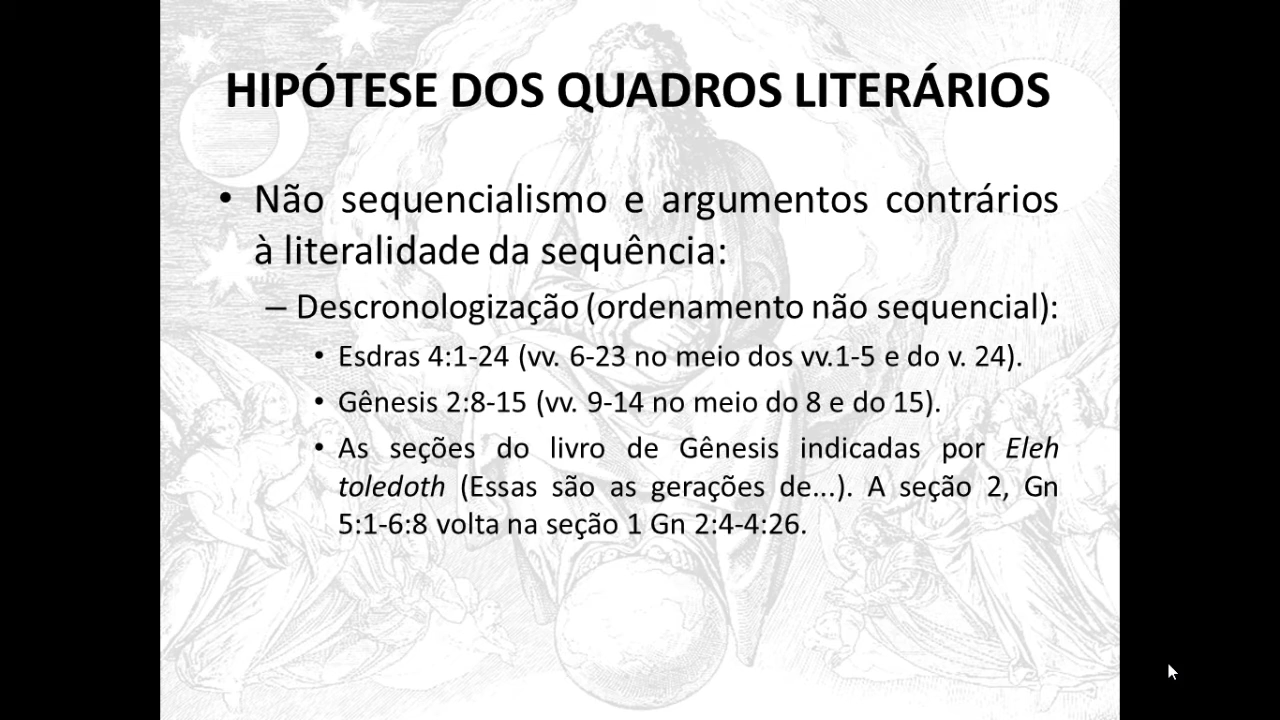 HIPÓTESE DOS QUADROS LITERÁRIOS
• Não sequencialismo e argumentos contrários
à literalidade da sequência:
– Descronologização (ordenamento não sequencial):
• Esdras 4:1-24 (vv. 6-23 no meio dos vv.1-5 e do v. 24).
• Gênesis 2:8-15 (vv. 9-14 no meio do 8 e do 15).
• As seções do livro de Gênesis indicadas por Eleh
toledoth (Essas são as gerações de...). A seção 2, Gn
5:1-6:8 volta na seção 1 Gn 2:4-4:26.